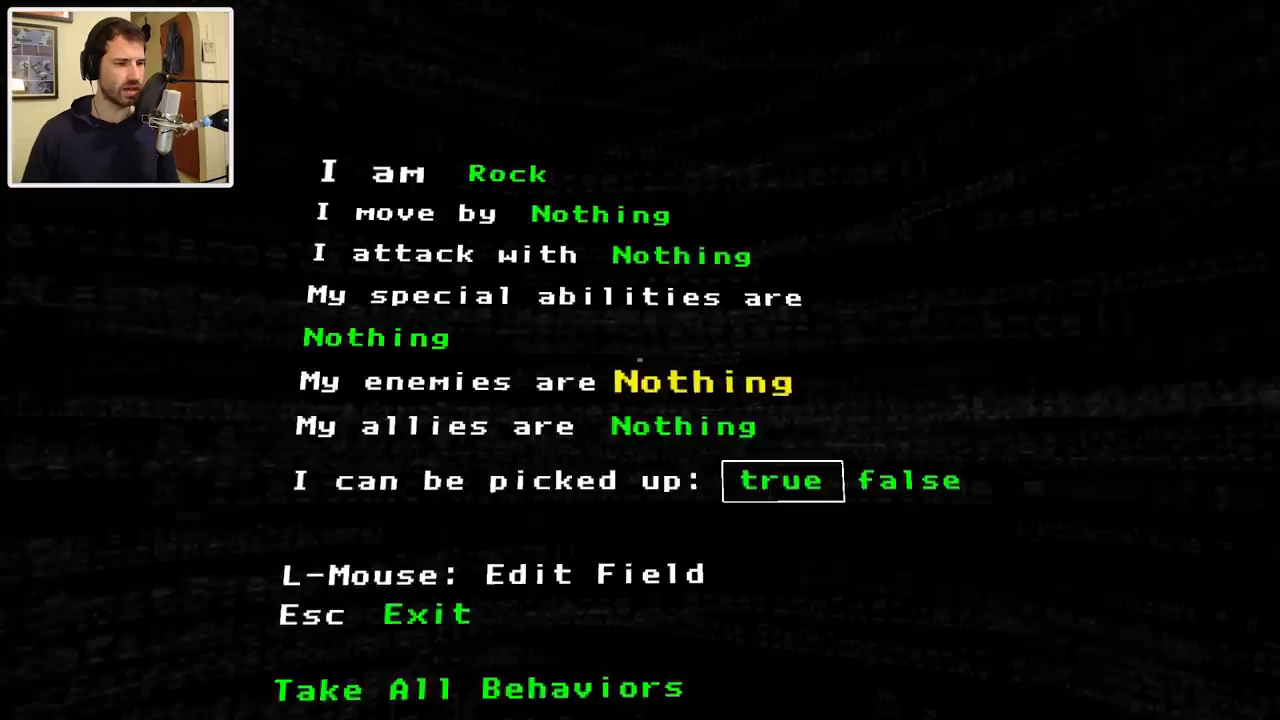 I am Rock
I move by Nothing
I attack with Nothing
My special abilities are
Nothing
My enemies are Nothing
My allies are Nothing
I can be picked up: true false
L-Mouse: Edit Field
Esc Exit
Take All Behaviors